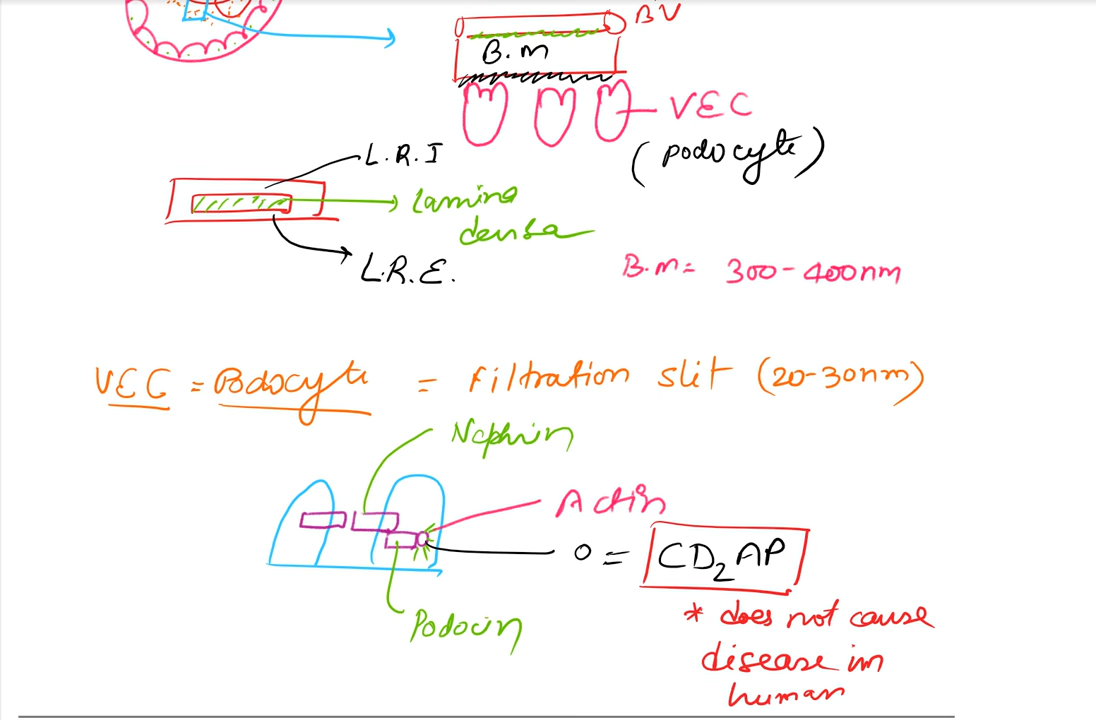 BV
B.M
VEC
(podocyte)
L.R.I
Lamina
densa
L.R.E.
B.M = 300-400nm
VEC = Podocyte = Filtration slit (20-30nm)
Nephrin
Actin
O = CD2AP
Podocin
* does not cause
disease in
human